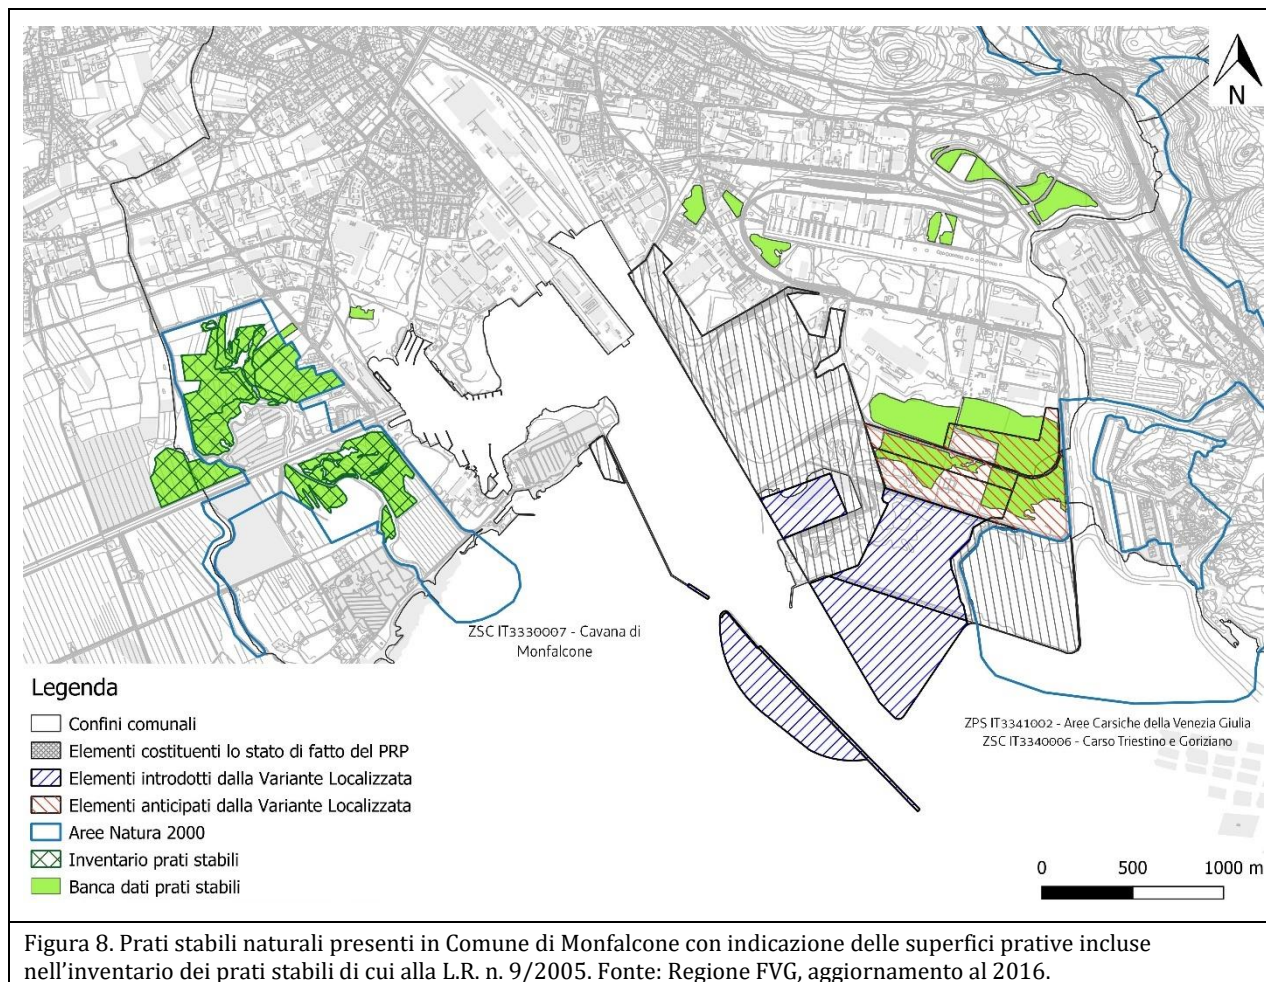 N
ZSC IT3330007 - Cavana di
Monfalcone
ZPS IT3341002 - Aree Carsiche della Venezia Giulia
ZSC IT3340006 - Carso Triestino e Goriziano
Legenda
Confini comunali
Elementi costituenti lo stato di fatto del PRP
Elementi introdotti dalla Variante Localizzata
Elementi anticipati dalla Variante Localizzata
Aree Natura 2000
Inventario prati stabili
Banca dati prati stabili
0 500 1000 m
Figura 8. Prati stabili naturali presenti in Comune di Monfalcone con indicazione delle superfici prative incluse
nell'inventario dei prati stabili di cui alla L.R. n. 9/2005. Fonte: Regione FVG, aggiornamento al 2016.